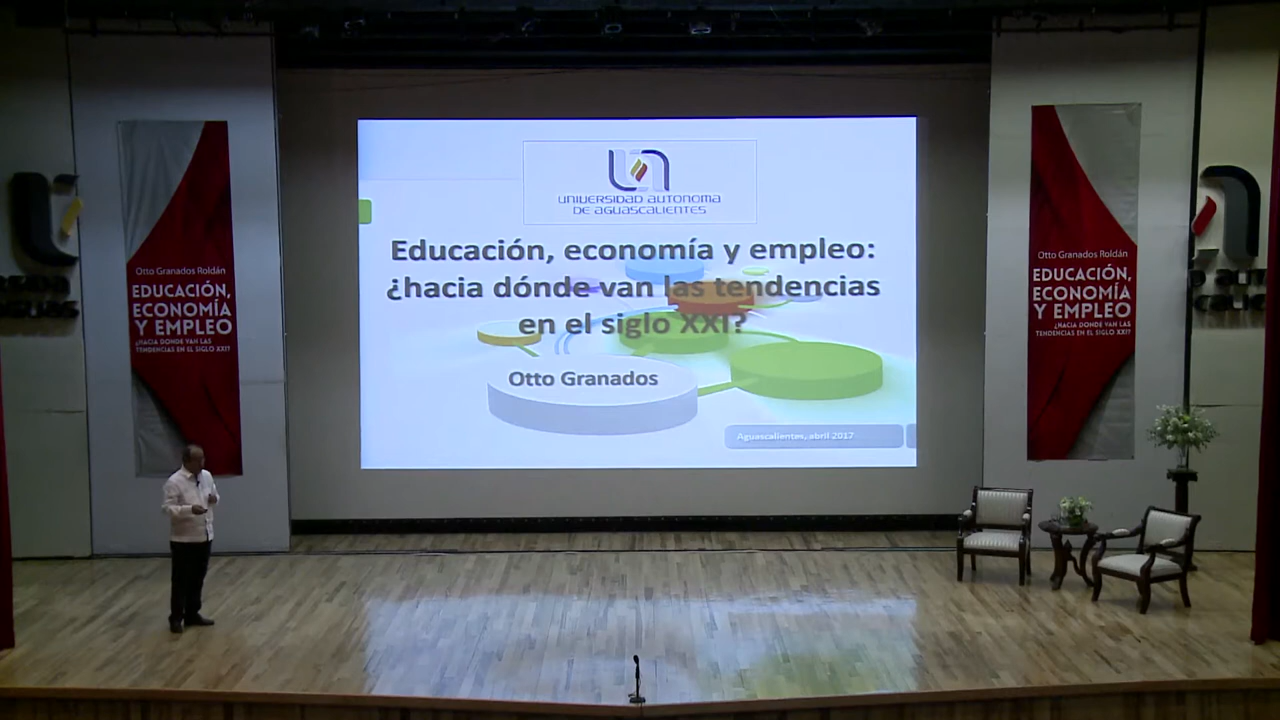 UNIVERSIDAD AUTONOMA
DE AGUASCALIENTES
Educación, economía y empleo:
¿hacia dónde van las tendencias
en el siglo XXI?
Otto Granados
Aguascalientes, abril 2017
Otto Granados Roldán
EDUCACIÓN,
ECONOMÍA
Y EMPLEO
¿HACIA DONDE VAN LAS
TENDENCIAS EN EL SIGLO XXI?
Otto Granados Roldán
EDUCACIÓN,
ECONOMÍA
Y EMPLEO
¿HACIA DONDE VAN LAS
TENDENCIAS EN EL SIGLO XXI?